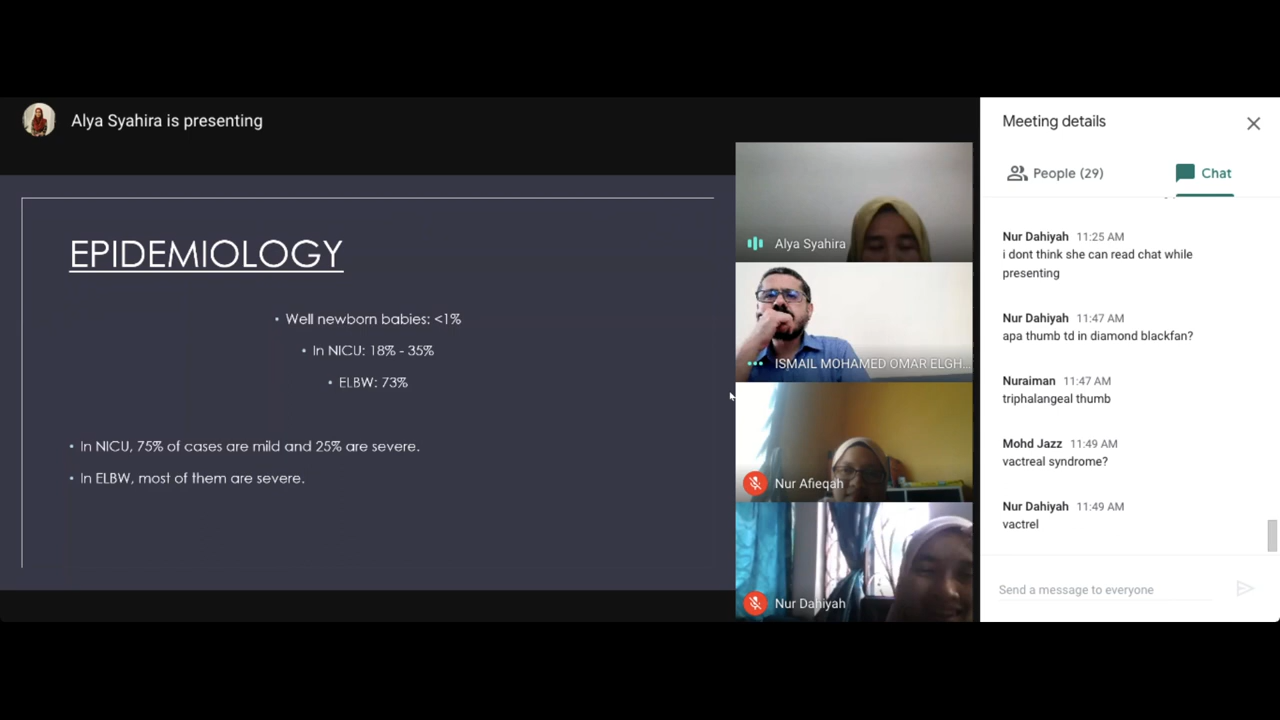 Alya Syahira is presenting
EPIDEMIOLOGY
• Well newborn babies: <1%
• In NICU: 18% - 35%
• ELBW: 73%
• In NICU, 75% of cases are mild and 25% are severe.
• In ELBW, most of them are severe.
Alya Syahira
ISMAIL MOHAMED OMAR ELGH...
Nur Afieqah
Nur Dahiyah
Meeting details
People (29)
Chat
Nur Dahiyah 11:25 AM
i dont think she can read chat while
presenting
Nur Dahiyah 11:47 AM
apa thumb td in diamond blackfan?
Nuraiman 11:47 AM
triphalangeal thumb
Mohd Jazz 11:49 AM
vactreal syndrome?
Nur Dahiyah 11:49 AM
vactrel
Send a message to everyone